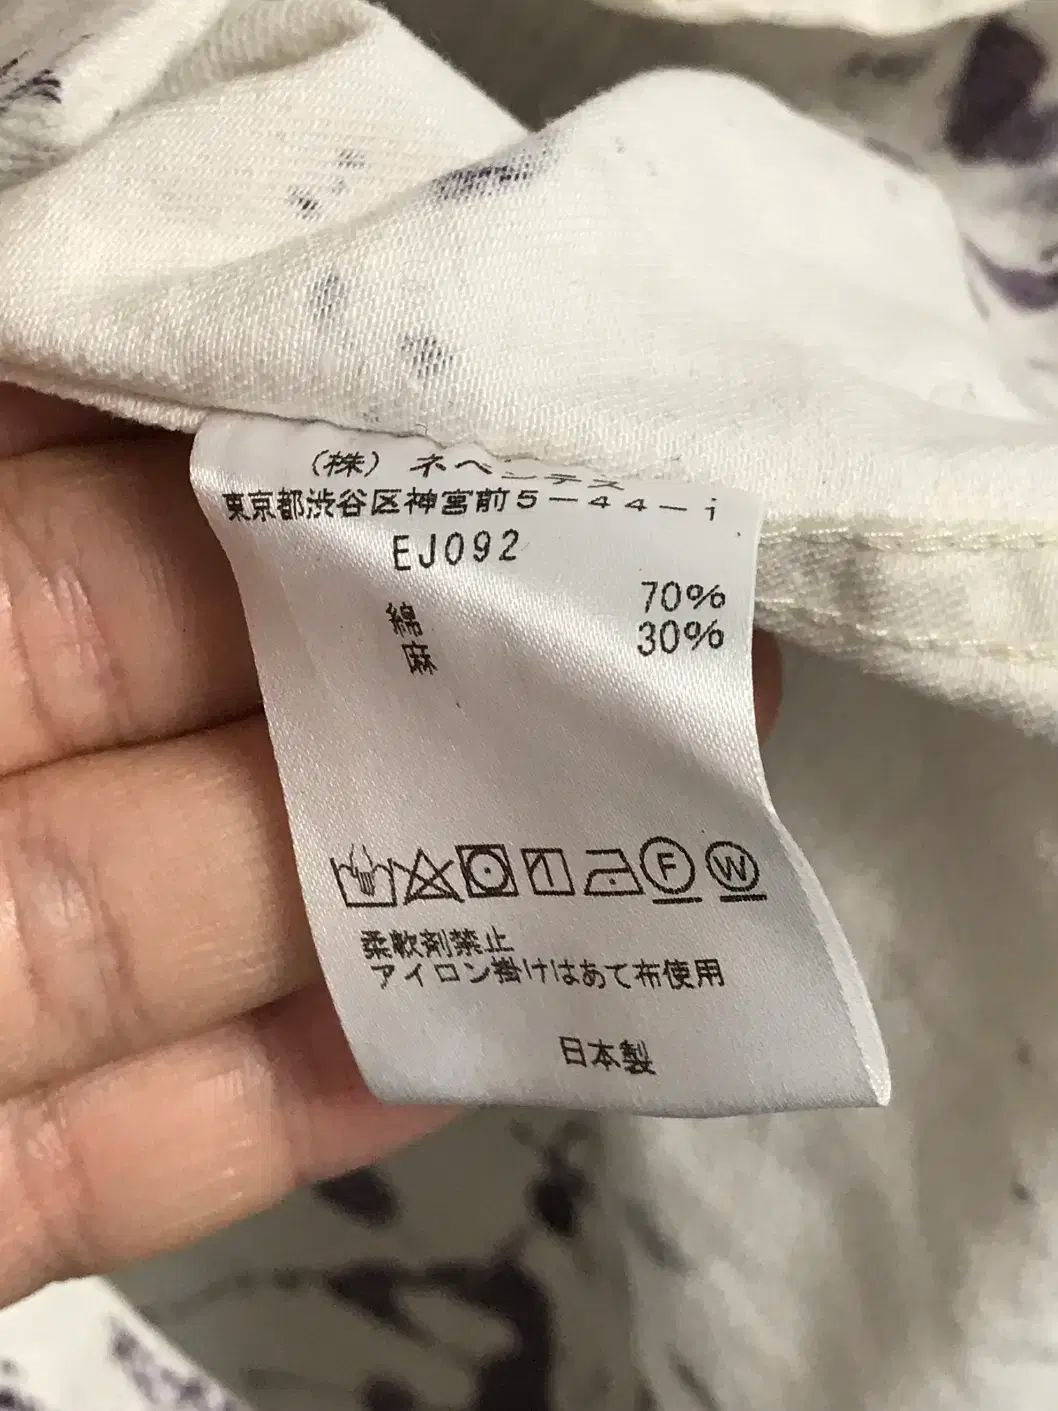 (株) ネペンテス
東京都渋谷区神宮前5-44-1
EJ092
綿 70%
麻 30%
F W
柔軟剤禁止
アイロン掛けはあて布使用
日本製